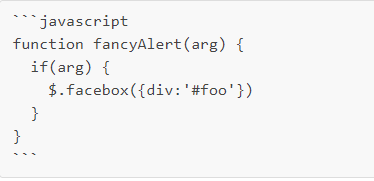 ```javascript
function fancyAlert(arg) {
  if(arg) {
    $.facebox({div:'#foo'})
  }
}
```